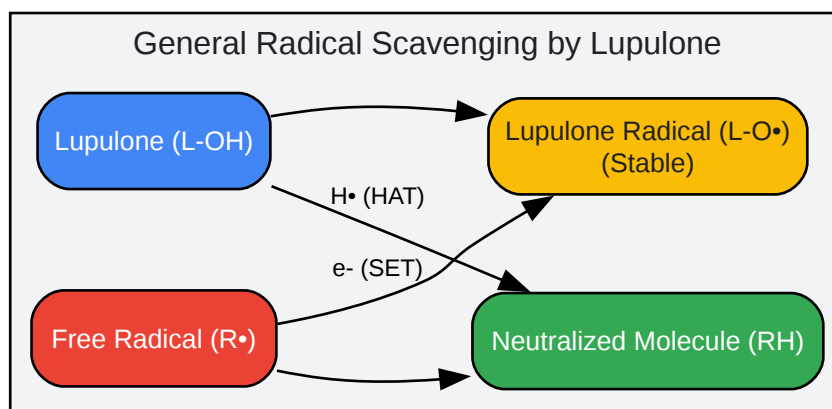 General Radical Scavenging by Lupulone
Lupulone (L-OH)
Lupulone Radical (L-O•)
(Stable)
H• (HAT)
e- (SET)
Free Radical (R•)
Neutralized Molecule (RH)